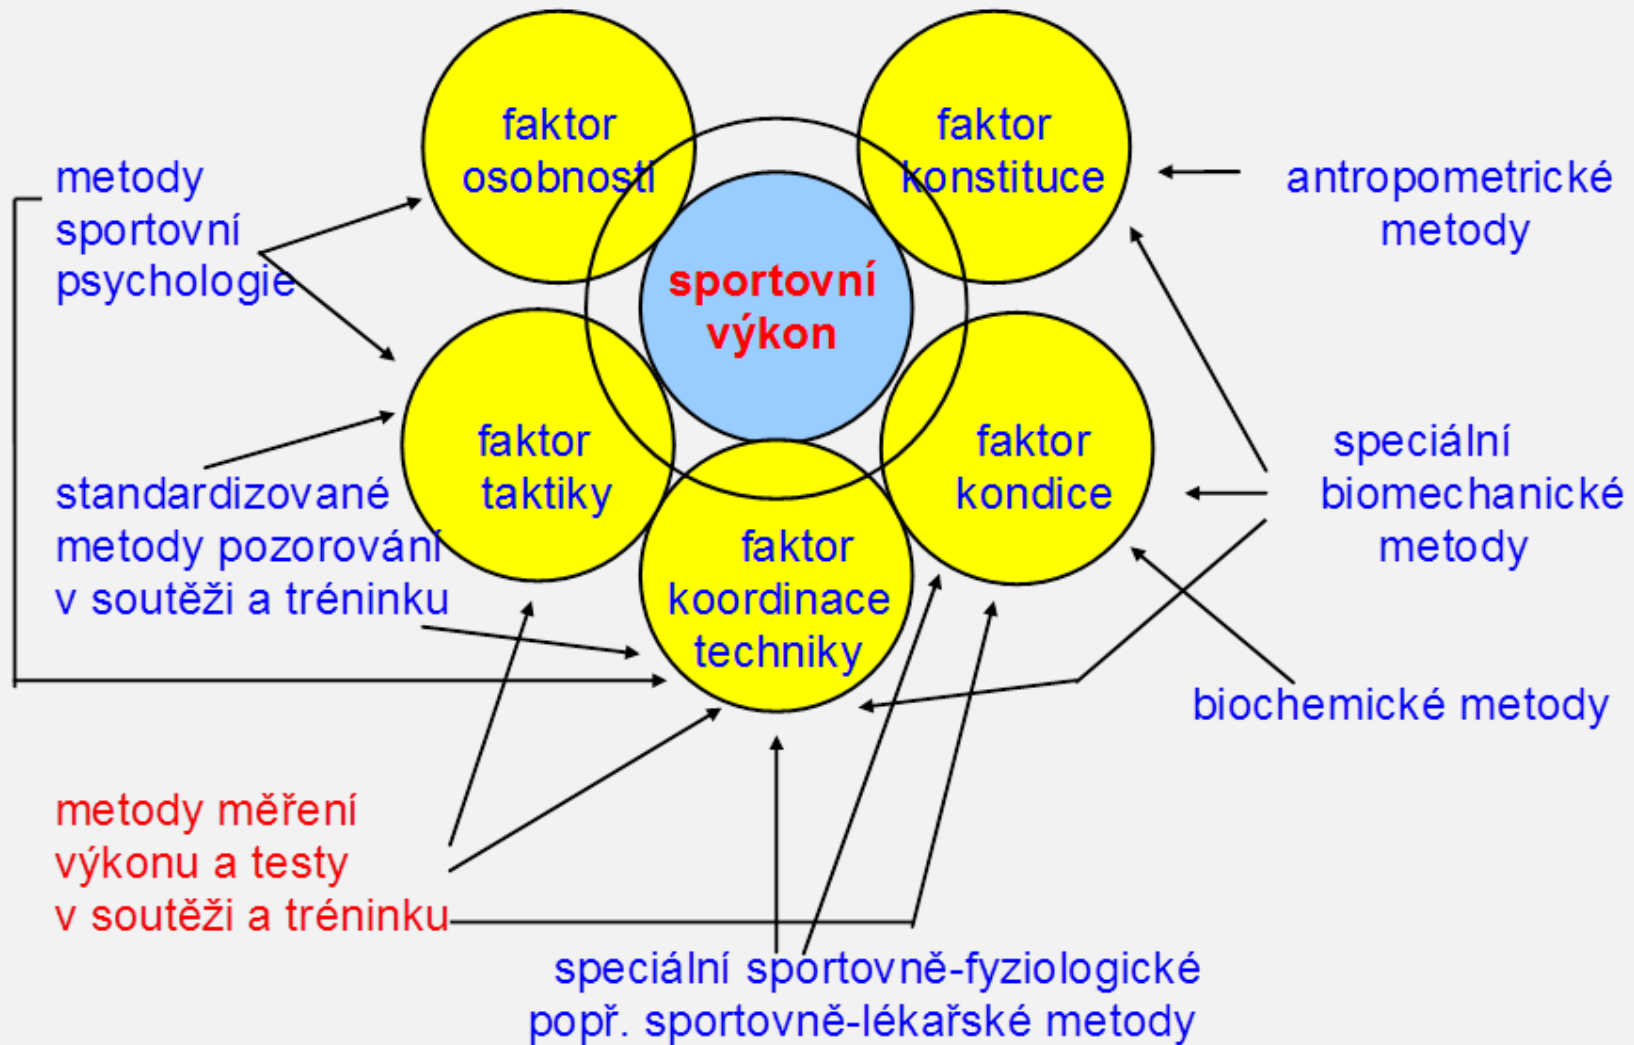 faktor
osobnosti
faktor
konstituce
metody
sportovní
psychologie
antropometrické
metody
sportovní
výkon
faktor
taktiky
faktor
kondice
speciální
biomechanické
metody
standardizované
metody pozorování
v soutěži a tréninku
faktor
koordinace
techniky
biochemické metody
metody měření
výkonu a testy
v soutěži a tréninku
speciální sportovně-fyziologické
popř. sportovně-lékařské metody